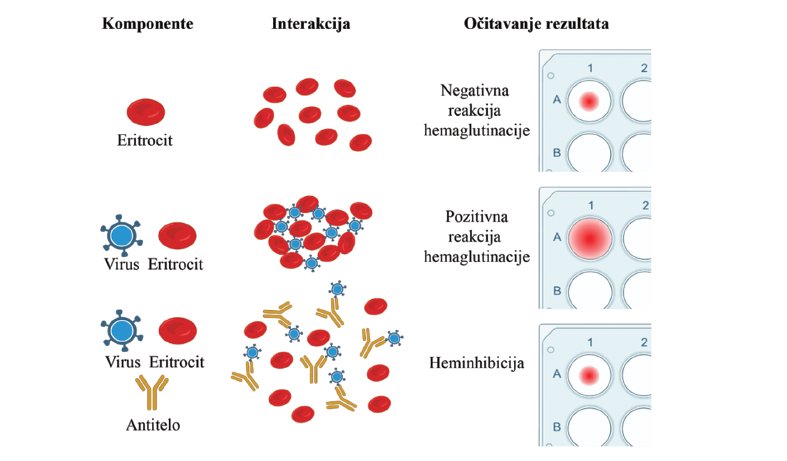 Komponente
Interakcija
Očitavanje rezultata
Eritrocit
Negativna
reakcija
hemaglutinacije
1 2
A
B
Virus Eritrocit
Pozitivna
reakcija
hemaglutinacije
1 2
A
B
Virus Eritrocit
Antitelo
Heminhibicija
1 2
A
B